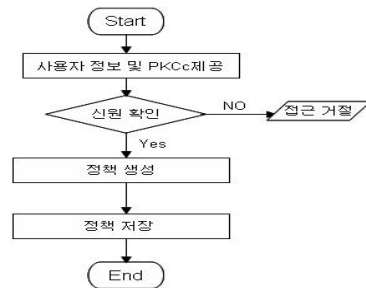 Start
사용자 정보 및 PKCc제공
신원 확인
NO
접근 거절
Yes
정책 생성
정책 저장
End